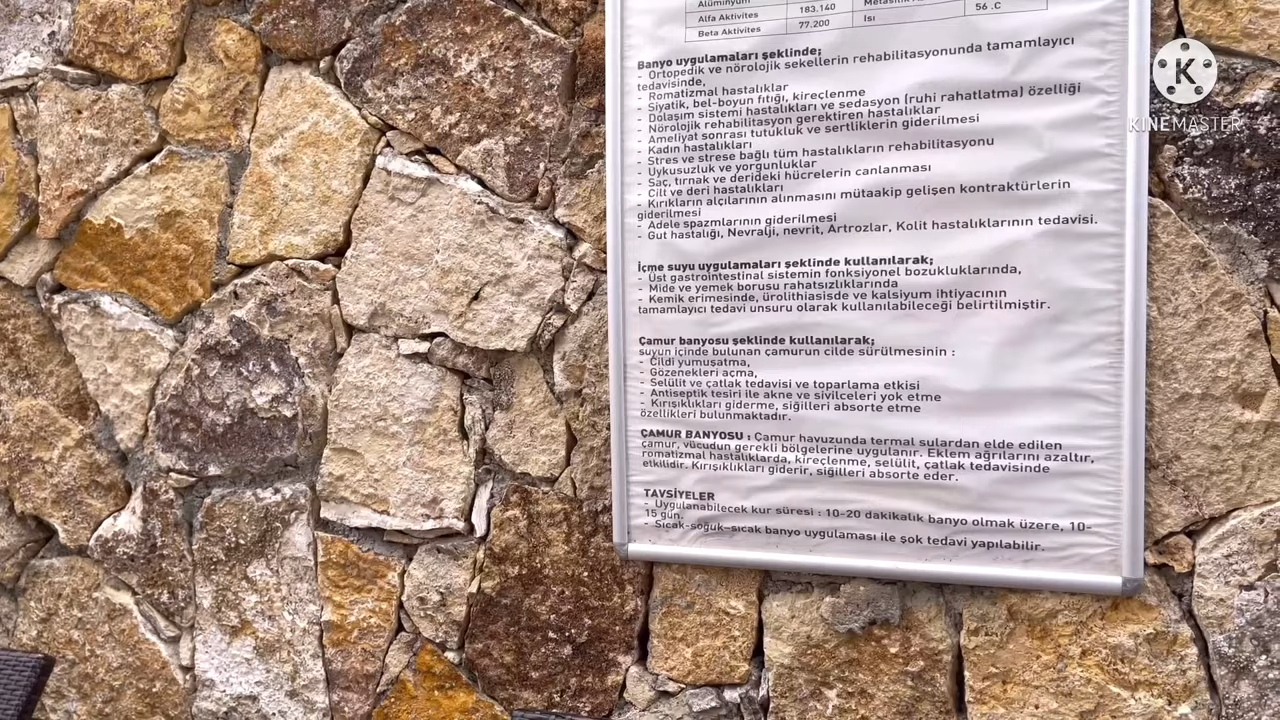 Alüminyum
Alfa Aktivites 183.140
Beta Aktivites 77.200 Isı 56 .C
Banyo uygulamaları şeklinde;
- Ortopedik ve nörolojik sekellerin rehabilitasyonunda tamamlayıcı
tedavisinde,
- Romatizmal hastalıklar
- Siyatik, bel-boyun fıtığı, kireçlenme
- Dolaşım sistemi hastalıkları ve sedasyon (ruhi rahatlatma) özelliği
- Nörolojik rehabilitasyon gerektiren hastalıklar
- Ameliyat sonrası tutukluk ve sertliklerin giderilmesi
- Kadın hastalıkları
- Stres ve strese bağlı tüm hastalıkların rehabilitasyonu
- Uykusuzluk ve yorgunluklar
- Saç, tırnak ve derideki hücrelerin canlanması
- Cilt ve deri hastalıkları
- Kırıkların alçılarının alınmasını mütaakip gelişen kontraktürlerin
giderilmesi
- Adele spazmlarının giderilmesi
- Gut hastalığı, Nevralji, nevrit, Artrozlar, Kolit hastalıklarının tedavisi.
İçme suyu uygulamaları şeklinde kullanılarak;
- Üst gastrointestinal sistemin fonksiyonel bozukluklarında,
- Mide ve yemek borusu rahatsızlıklarında
- Kemik erimesinde, ürolithiasisde ve kalsiyum ihtiyacının
tamamlayıcı tedavi unsuru olarak kullanılabileceği belirtilmiştir.
Çamur banyosu şeklinde kullanılarak;
suyun içinde bulunan çamurun cilde sürülmesinin :
- Cildi yumuşatma,
- Gözenekleri açma,
- Selülit ve çatlak tedavisi ve toparlama etkisi
- Antiseptik tesiri ile akne ve sivilceleri yok etme
- Kırışıklıkları giderme, siğilleri absorte etme
özellikleri bulunmaktadır.
ÇAMUR BANYOSU : Çamur havuzunda termal sulardan elde edilen
çamur, vücudun gerekli bölgelerine uygulanır. Eklem ağrılarını azaltır,
romatizmal hastalıklarda, kireçlenme, selülit, çatlak tedavisinde
etkilidir. Kırışıklıkları giderir, siğilleri absorte eder.
TAVSİYELER
- Uygulanabilecek kür süresi : 10-20 dakikalık banyo olmak üzere, 10-
15 gün.
- Sıcak-soğuk-sıcak banyo uygulaması ile şok tedavi yapılabilir.
K
KINEMASTER